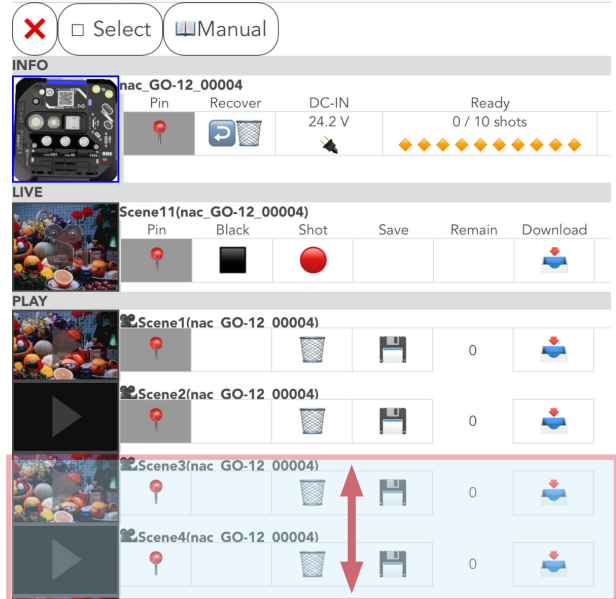 Select
Manual
INFO
nac_GO-12_00004
Pin Recover DC-IN Ready
24.2 V 0 / 10 shots
LIVE
Scene11(nac_GO-12_00004)
Pin Black Shot Save Remain Download
PLAY
Scene1(nac_GO-12_00004)
0
Scene2(nac_GO-12_00004)
0
Scene3(nac_GO-12_00004)
0
Scene4(nac_GO-12_00004)
0